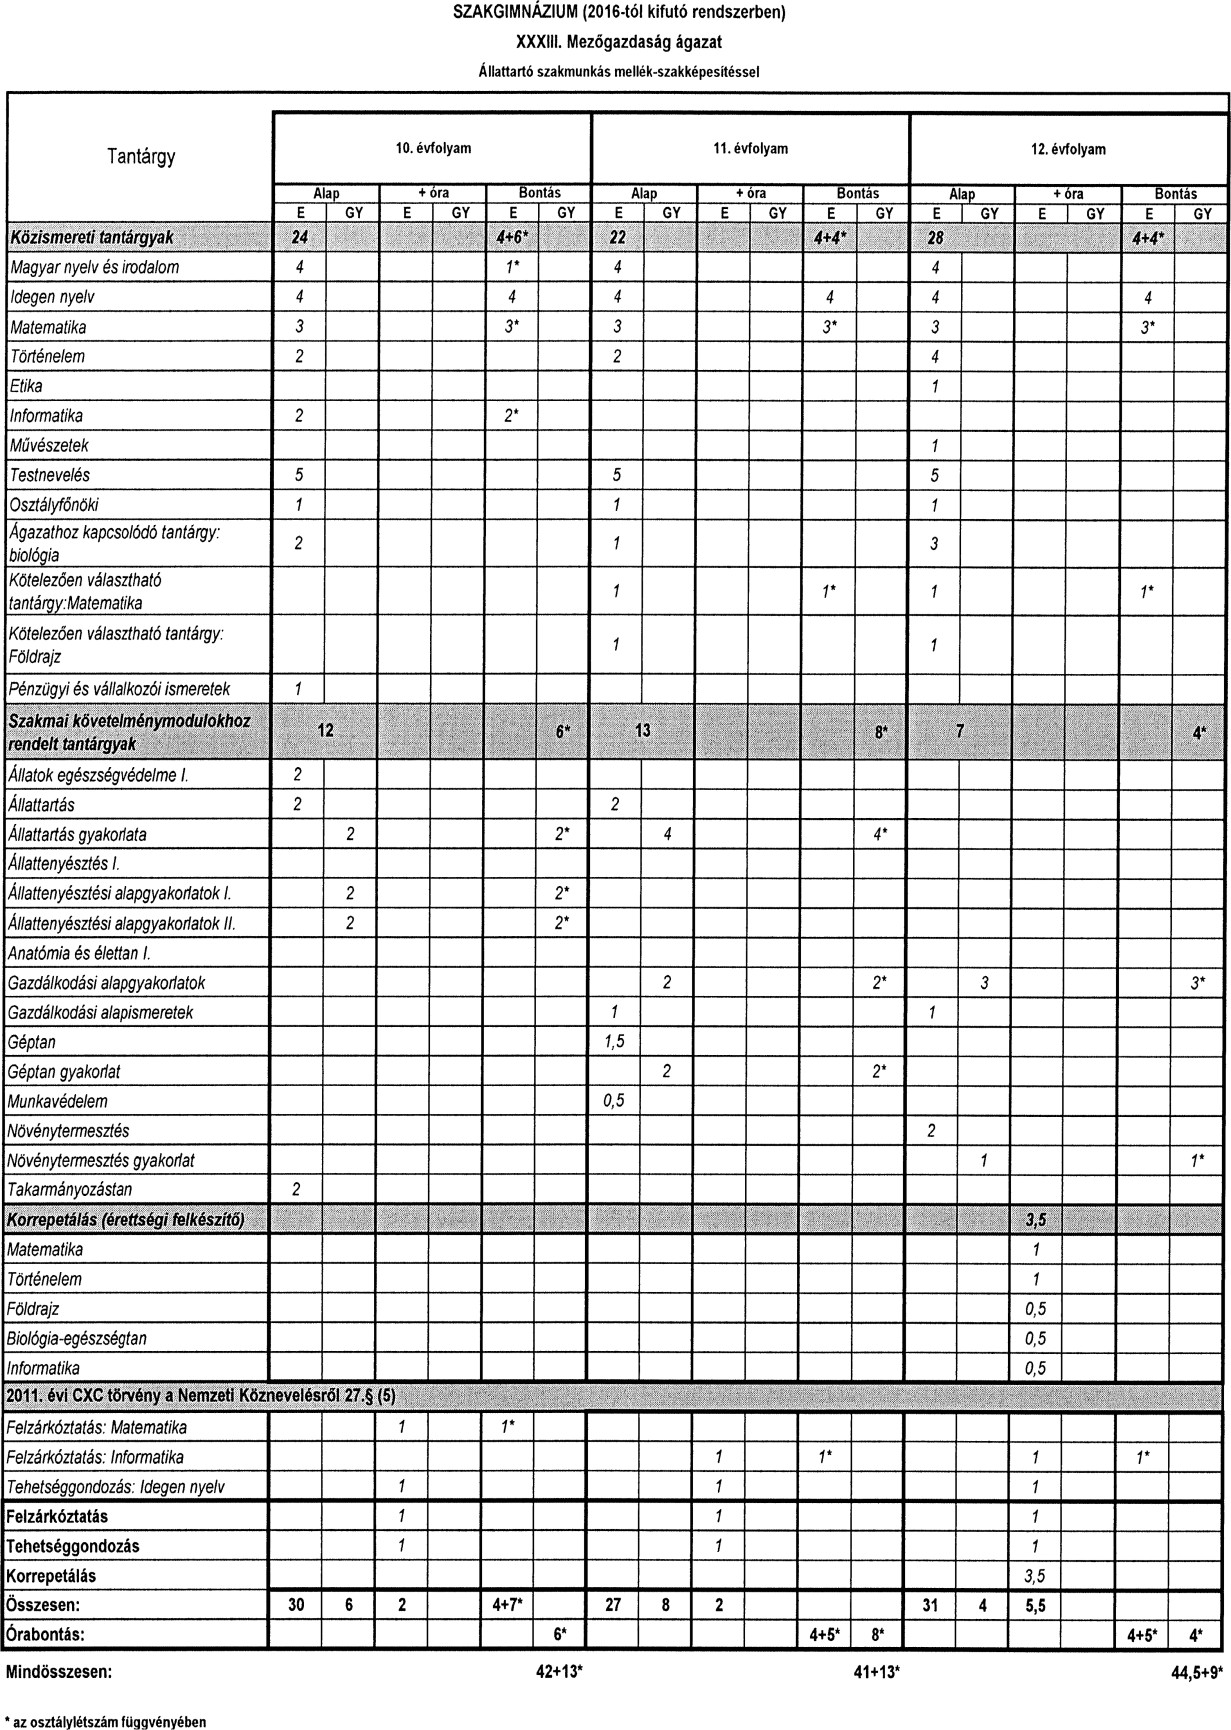 SZAKGIMNÁZIUM (2016-tól kifutó rendszerben)
XXXIII. Mezőgazdaság ágazat
Állattartó szakmunkás mellék-szakképesítéssel
Tantárgy 10. évfolyam 11. évfolyam 12. évfolyam
Alap + óra Bontás Alap + óra Bontás Alap + óra Bontás
E GY E GY E GY E GY E GY E GY E GY E GY E GY
Közismereti tantárgyak 24 4+6* 22 4+4* 28 4+4*
Magyar nyelv és irodalom 4 1* 4 4
Idegen nyelv 4 4 4 4 4 4
Matematika 3 3* 3 3* 3 3*
Történelem 2 2 4
Etika 1
Informatika 2 2*
Művészetek 1
Testnevelés 5 5 5
Osztályfőnöki 1 1 1
Ágazathoz kapcsolódó tantárgy:
biológia 2 1 3
Kötelezően választható
tantárgy:Matematika 1 1* 1 1*
Kötelezően választható tantárgy:
Földrajz 1 1
Pénzügyi és vállalkozói ismeretek 1
Szakmai követelménymodulokhoz
rendelt tantárgyak 12 6* 13 8* 7 4*
Állatok egészségvédelme I. 2
Állattartás 2 2
Állattartás gyakorlata 2 2* 4 4*
Állattenyésztés I.
Állattenyésztési alapgyakorlatok I. 2 2*
Állattenyésztési alapgyakorlatok II. 2 2*
Anatómia és élettan I.
Gazdálkodási alapgyakorlatok 2 2* 3 3*
Gazdálkodási alapismeretek 1 1
Géptan 1,5
Géptan gyakorlat 2 2*
Munkavédelem 0,5
Növénytermesztés 2
Növénytermesztés gyakorlat 1 1*
Takarmányozástan 2
Korrepetálás (érettségi felkészítő) 3,5
Matematika 1
Történelem 1
Földrajz 0,5
Biológia-egészségtan 0,5
Informatika 0,5
2011. évi CXC törvény a Nemzeti Köznevelésről 27.§ (5)
Felzárkóztatás: Matematika 1 1*
Felzárkóztatás: Informatika 1 1* 1 1*
Tehetséggondozás: Idegen nyelv 1 1 1
Felzárkóztatás 1 1 1
Tehetséggondozás 1 1 1
Korrepetálás 3,5
Összesen: 30 6 2 4+7* 27 8 2 31 4 5,5
Órabontás: 6* 4+5* 8* 4+5* 4*
Mindösszesen: 42+13* 41+13* 44,5+9*
* az osztálylétszám függvényében